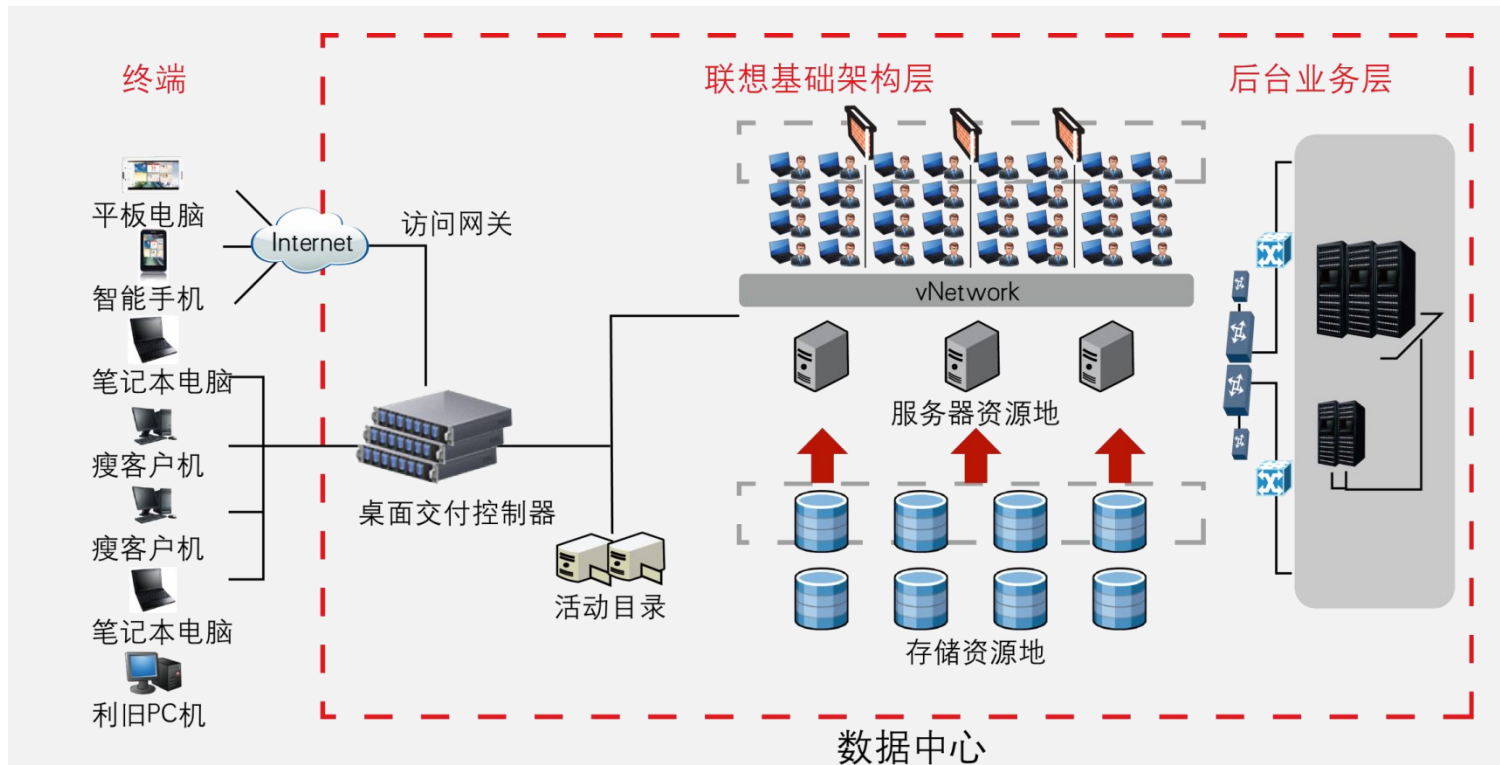 终端
联想基础架构层
后台业务层
平板电脑
Internet
访问网关
智能手机
vNetwork
笔记本电脑
服务器资源地
瘦客户机
桌面交付控制器
瘦客户机
活动目录
笔记本电脑
存储资源地
利旧PC机
数据中心